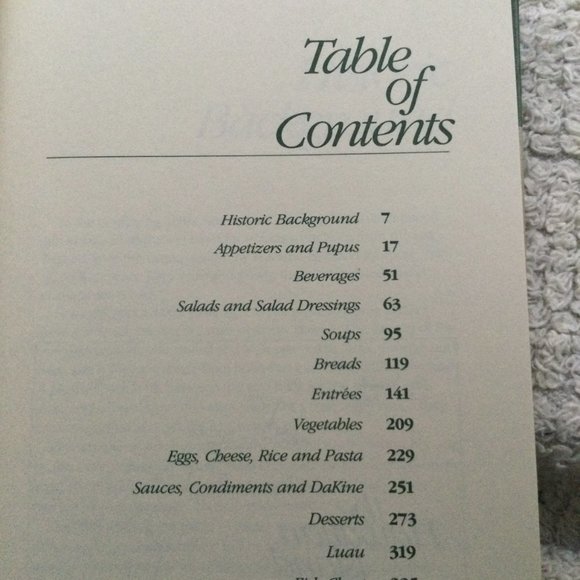 Table
of
Contents
Historic Background 7
Appetizers and Pupus 17
Beverages 51
Salads and Salad Dressings 63
Soups 95
Breads 119
Entrées 141
Vegetables 209
Eggs, Cheese, Rice and Pasta 229
Sauces, Condiments and DaKine 251
Desserts 273
Luau 319